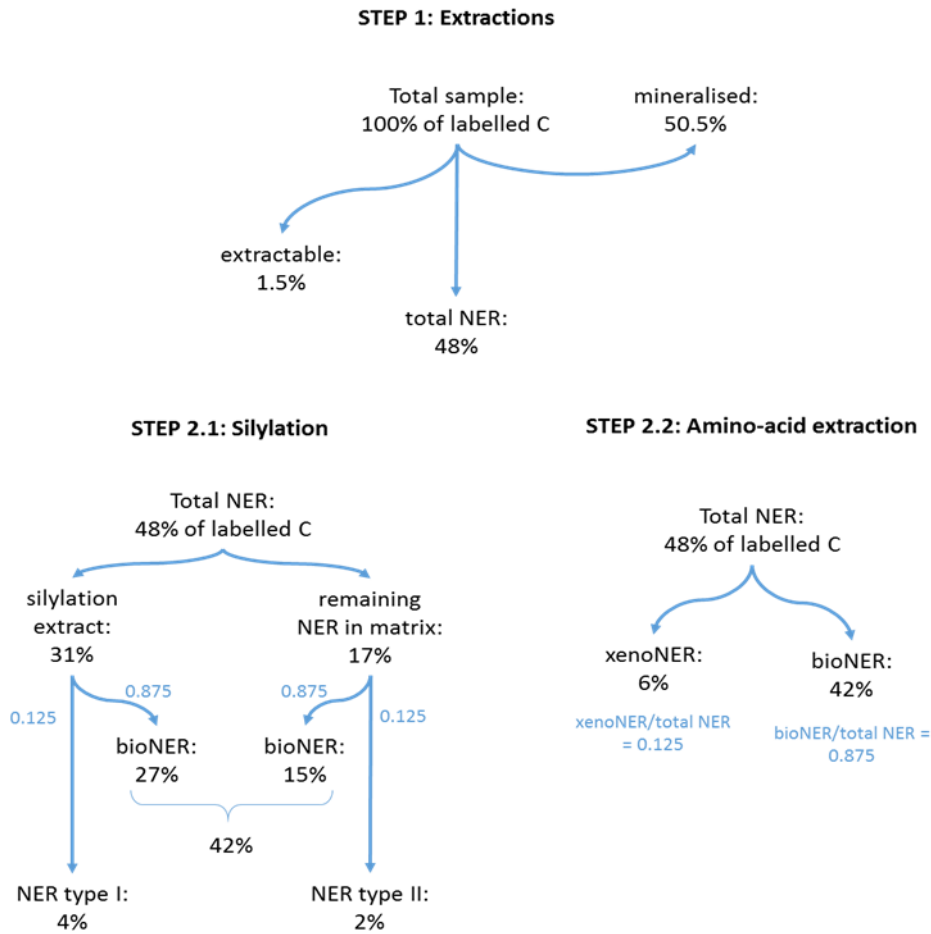 STEP 1: Extractions
Total sample:
100% of labelled C
mineralised:
50.5%
extractable:
1.5%
total NER:
48%
STEP 2.1: Silylation
Total NER:
48% of labelled C
silylation
extract:
31%
remaining
NER in matrix:
17%
0.125
0.875
0.875
0.125
bioNER:
27%
bioNER:
15%
42%
NER type I:
4%
NER type II:
2%
STEP 2.2: Amino-acid extraction
Total NER:
48% of labelled C
xenoNER:
6%
xenoNER/total NER
= 0.125
bioNER:
42%
bioNER/total NER =
0.875